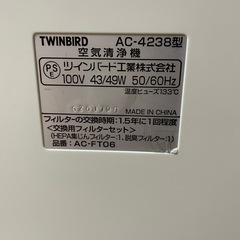 TWINBIRD AC-4238型
空気清浄機
PS E ツインバード工業株式会社
100V 43/49W 50/60Hz
温度ヒューズ133℃
MADE IN CHINA
フィルターの交換時期：1.5年に1回程度
<交換用フィルターセット>
(HEPA集じんフィルター：1、脱臭フィルター：1)
品番：AC-FT06